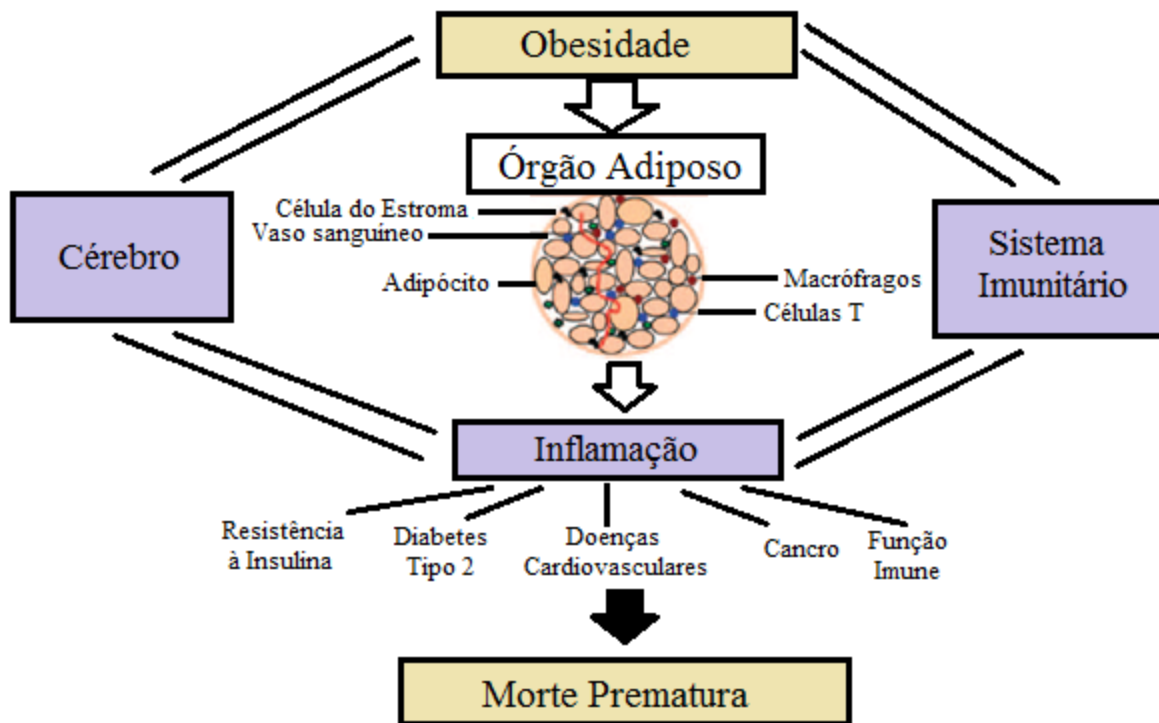 Obesidade
Órgão Adiposo
Célula do Estroma
Vaso sanguíneo
Adipócito
Macrófragos
Células T
Cérebro
Sistema
Imunitário
Inflamação
Resistência
à Insulina
Diabetes
Tipo 2
Doenças
Cardiovasculares
Cancro
Função
Imune
Morte Prematura